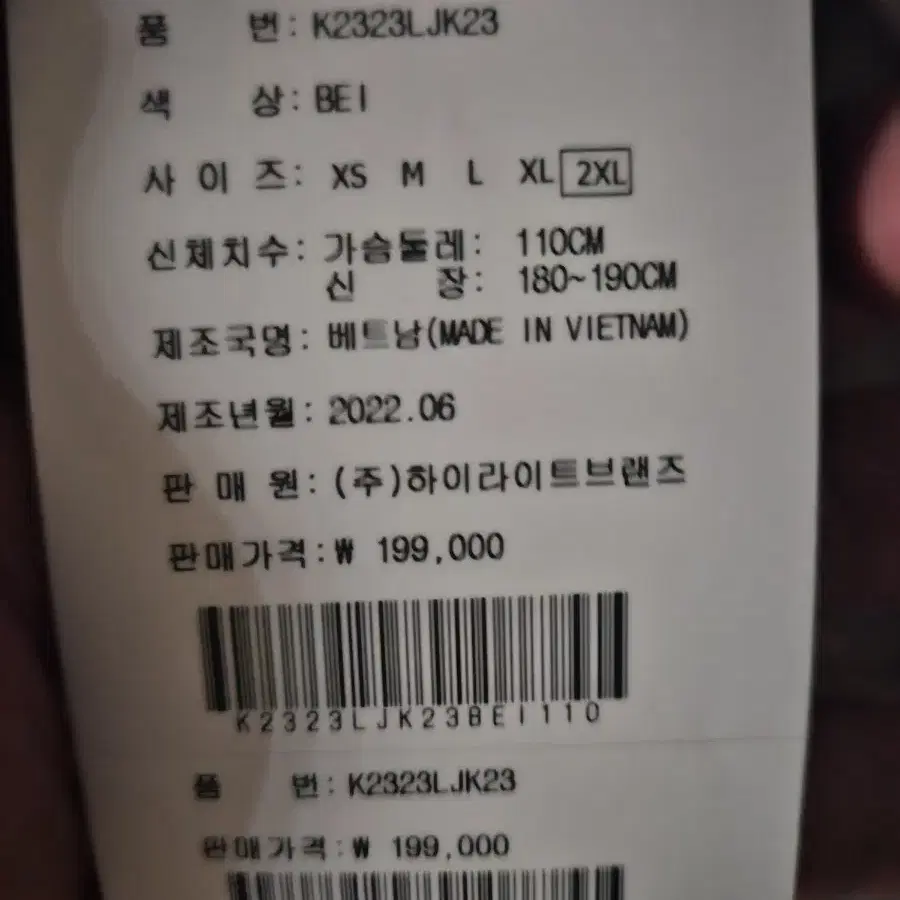 품 번: K2323LJK23
색 상: BEI
사 이 즈: XS M L XL 2XL
신체치수: 가슴둘레: 110CM
신 장: 180~190CM
제조국명: 베트남(MADE IN VIETNAM)
제조년월: 2022.06
판 매 원: (주)하이라이트브랜즈
판매가격:₩ 199,000
K2323LJK23BEI110
품 번: K2323LJK23
판매가격:₩ 199,000